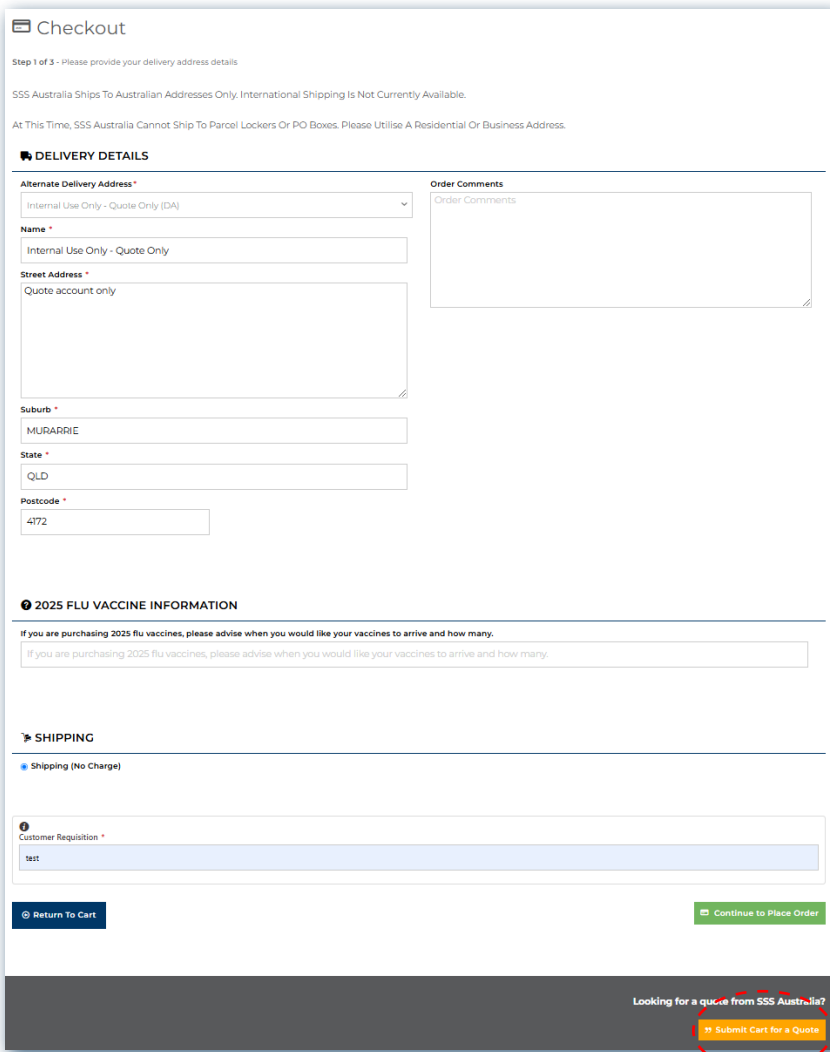 Checkout
Step 1 of 3 - Please provide your delivery address details
SSS Australia Ships To Australian Addresses Only. International Shipping Is Not Currently Available.
At This Time, SSS Australia Cannot Ship To Parcel Lockers Or PO Boxes. Please Utilise A Residential Or Business Address.
DELIVERY DETAILS
Alternate Delivery Address *
Internal Use Only - Quote Only (DA)
Name *
Internal Use Only - Quote Only
Street Address *
Quote account only
Suburb *
MURARRIE
State *
QLD
Postcode *
4172
Order Comments
Order Comments
2025 FLU VACCINE INFORMATION
If you are purchasing 2025 flu vaccines, please advise when you would like your vaccines to arrive and how many.
If you are purchasing 2025 flu vaccines, please advise when you would like your vaccines to arrive and how many.
SHIPPING
Shipping (No Charge)
Customer Requisition *
test
Return To Cart
Continue to Place Order
Looking for a quote from SSS Australia?
Submit Cart for a Quote